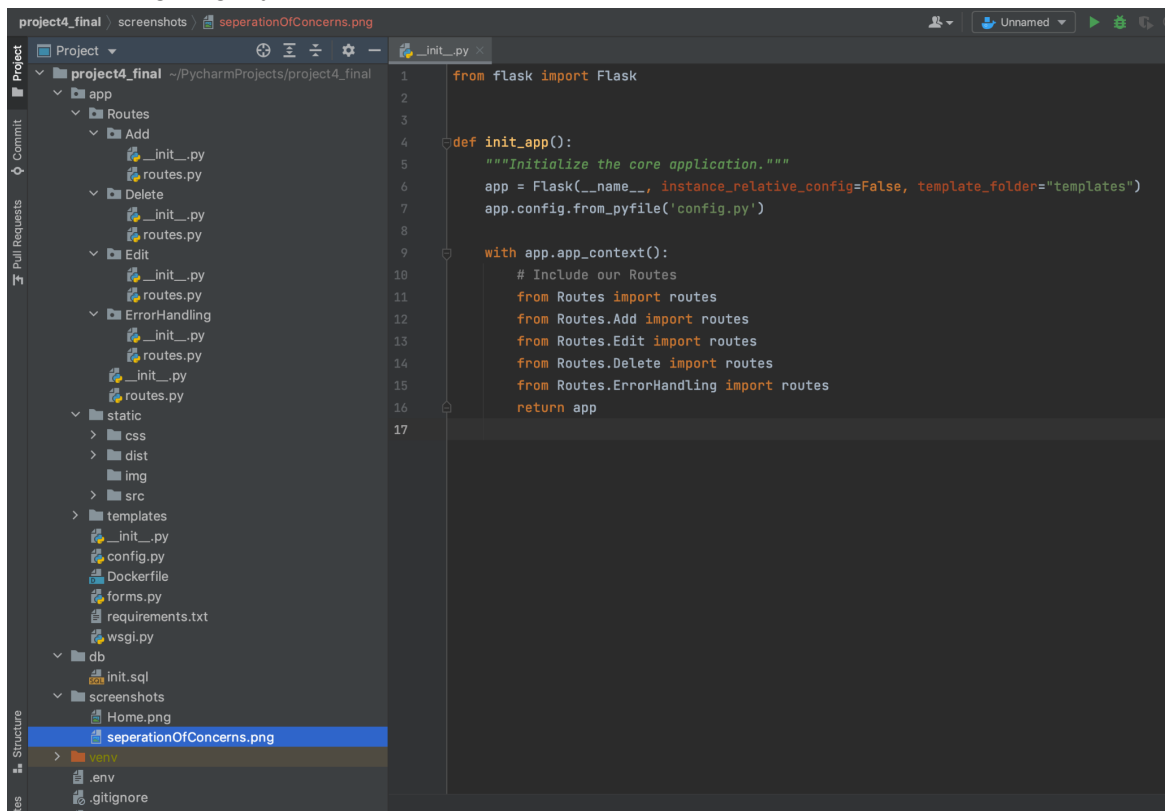 project4_final › screenshots › seperationOfConcerns.png
Unnamed
Project
Commit
Pull Requests
Structure
Project
project4_final ~/PycharmProjects/project4_final
app
Routes
Add
__init__.py
routes.py
Delete
__init__.py
routes.py
Edit
__init__.py
routes.py
ErrorHandling
__init__.py
routes.py
__init__.py
routes.py
static
css
dist
img
src
templates
__init__.py
config.py
Dockerfile
forms.py
requirements.txt
wsgi.py
db
init.sql
screenshots
Home.png
seperationOfConcerns.png
venv
.env
.gitignore
__init__.py
1 from flask import Flask
2
3
4 def init_app():
5 """Initialize the core application."""
6 app = Flask(__name__, instance_relative_config=False, template_folder="templates")
7 app.config.from_pyfile('config.py')
8
9 with app.app_context():
10 # Include our Routes
11 from Routes import routes
12 from Routes.Add import routes
13 from Routes.Edit import routes
14 from Routes.Delete import routes
15 from Routes.ErrorHandling import routes
16 return app
17